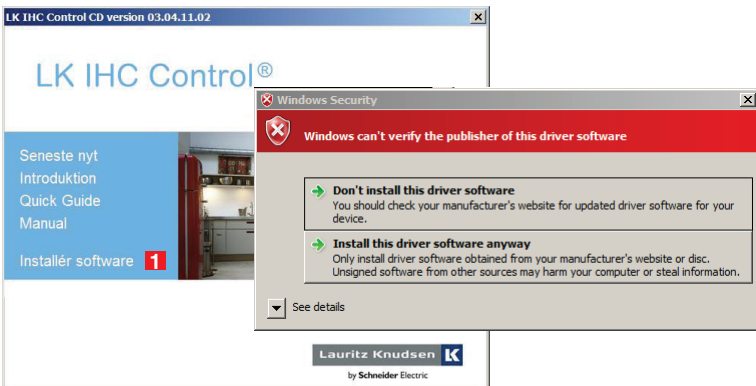 LK IHC Control CD version 03.04.11.02
LK IHC Control®
Seneste nyt
Introduktion
Quick Guide
Manual
Installér software 1
Lauritz Knudsen LK
by Schneider Electric
Windows Security
Windows can't verify the publisher of this driver software
Don't install this driver software
You should check your manufacturer's website for updated driver software for your
device.
Install this driver software anyway
Only install driver software obtained from your manufacturer's website or disc.
Unsigned software from other sources may harm your computer or steal information.
See details